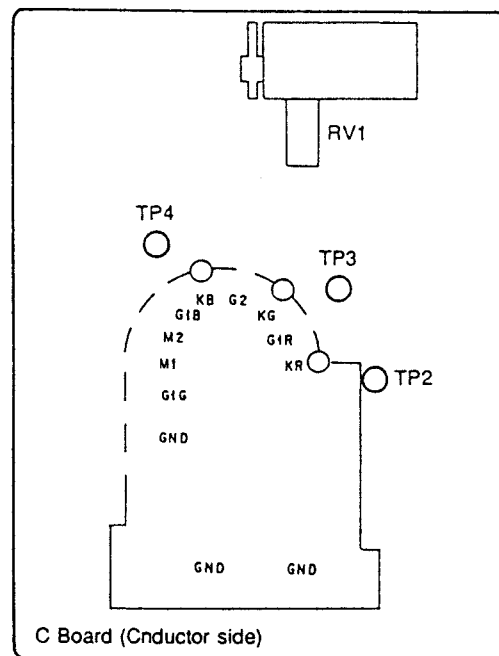 RV1
TP4
TP3
KB
G2
G1B
KG
M2
G1R
M1
KR
TP2
G1G
GND
GND
GND
C Board (Cnductor side)